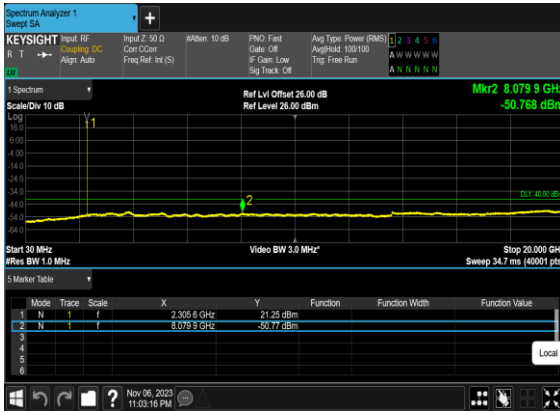 Spectrum Analyzer 1
Swept SA
+
KEYSIGHT
R T
Input: RF
Coupling: DC
Align: Auto
Input Z: 50 Ω
Corr CCorr
Freq Ref: Int (S)
#Atten: 10 dB
PNO: Fast
Gate: Off
IF Gain: Low
Sig Track: Off
Avg Type: Power (RMS)
Avg|Hold: 100/100
Trig: Free Run
1 2 3 4 5 6
A W W W W W
A N N N N N
1 Spectrum
Scale/Div 10 dB
Ref Lvl Offset 26.00 dB
Ref Level 26.00 dBm
Mkr2 8.079 9 GHz
-50.768 dBm
Log
16.0
6.00
-4.00
-14.0
-24.0
-34.0
-44.0
-54.0
-64.0
1
2
DL1 -40.00 dBm
Start 30 MHz
#Res BW 1.0 MHz
Video BW 3.0 MHz*
Stop 20.000 GHz
Sweep 34.7 ms (40001 pts)
5 Marker Table
Mode Trace Scale X Y Function Function Width Function Value
1 N 1 f 2.305 6 GHz 21.25 dBm
2 N 1 f 8.079 9 GHz -50.77 dBm
3
4
5
6
Local
?
Nov 06, 2023
11:03:16 PM